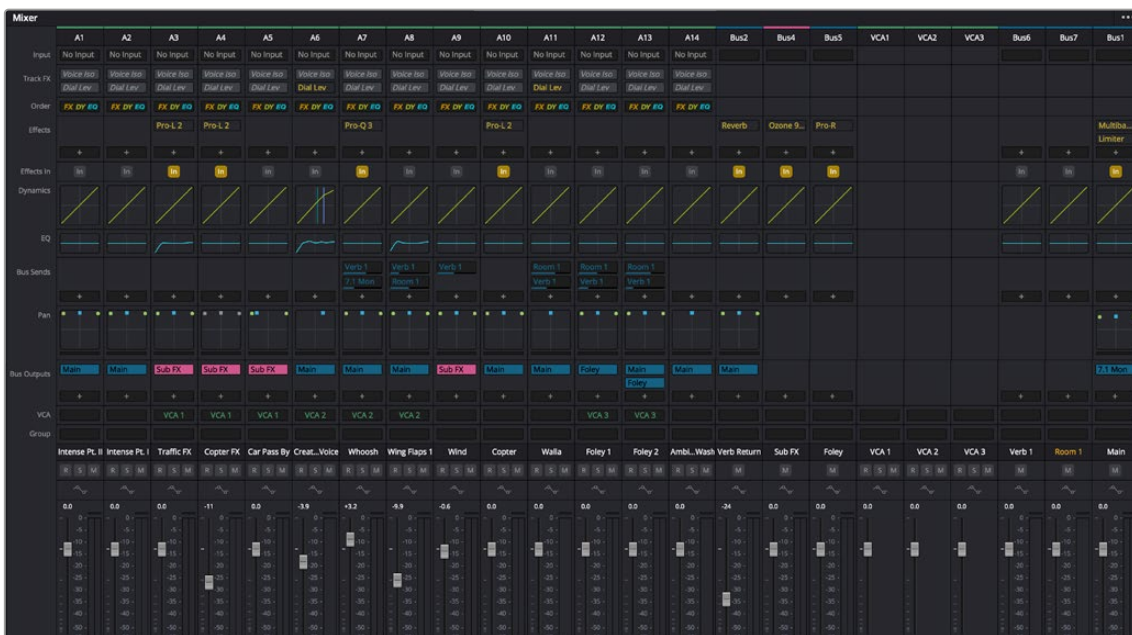 Mixer
A1 A2 A3 A4 A5 A6 A7 A8 A9 A10 A11 A12 A13 A14 Bus2 Bus4 Bus5 VCA1 VCA2 VCA3 Bus6 Bus7 Bus1
Input No Input No Input No Input No Input No Input No Input No Input No Input No Input No Input No Input No Input No Input No Input
Track FX Voice Iso Voice Iso Voice Iso Voice Iso Voice Iso Voice Iso Voice Iso Voice Iso Voice Iso Voice Iso Voice Iso Voice Iso Voice Iso Voice Iso
Dial Lev Dial Lev Dial Lev Dial Lev Dial Lev Dial Lev Dial Lev Dial Lev Dial Lev Dial Lev Dial Lev Dial Lev Dial Lev Dial Lev
Order FX DY EQ FX DY EQ FX DY EQ FX DY EQ FX DY EQ FX DY EQ FX DY EQ FX DY EQ FX DY EQ FX DY EQ FX DY EQ FX DY EQ FX DY EQ FX DY EQ
Effects Pro-L 2 Pro-L 2 Pro-Q 3 Pro-L 2 Reverb Ozone 9... Pro-R Multiba...
Limiter
+ + + + + + + + + + + + + + + + + + + +
Effects In In In In In In In In In In In In In In In In In In In In In
Dynamics
EQ
Bus Sends Verb 1 Verb 1 Verb 1 Room 1 Room 1 Room 1
7.1 Mon Room 1 Verb 1 Verb 1 Verb 1
+ + + + + + + + + + + + + + + + + + + +
Pan
Bus Outputs Main Main Sub FX Sub FX Sub FX Main Main Main Sub FX Main Main Foley Main Main Main 7.1 Mon
Foley
+ + + + + + + + + + + + + + + + + + + +
VCA VCA 1 VCA 1 VCA 1 VCA 2 VCA 2 VCA 2 VCA 3 VCA 3
Group
Intense Pt. II Intense Pt. I Traffic FX Copter FX Car Pass By Creat...Voice Whoosh Wing Flaps 1 Wind Copter Walla Foley 1 Foley 2 Ambi...Wash Verb Return Sub FX Foley VCA 1 VCA 2 VCA 3 Verb 1 Room 1 Main
R S M R S M R S M R S M R S M R S M R S M R S M R S M R S M R S M R S M R S M R S M M M M R S M R S M R S M M M M
0.0 0.0 0.0 -11 0.0 -3.9 +3.2 -9.9 -0.6 0.0 0.0 0.0 0.0 0.0 -24 0.0 0.0 0.0 0.0 0.0 0.0 0.0 0.0